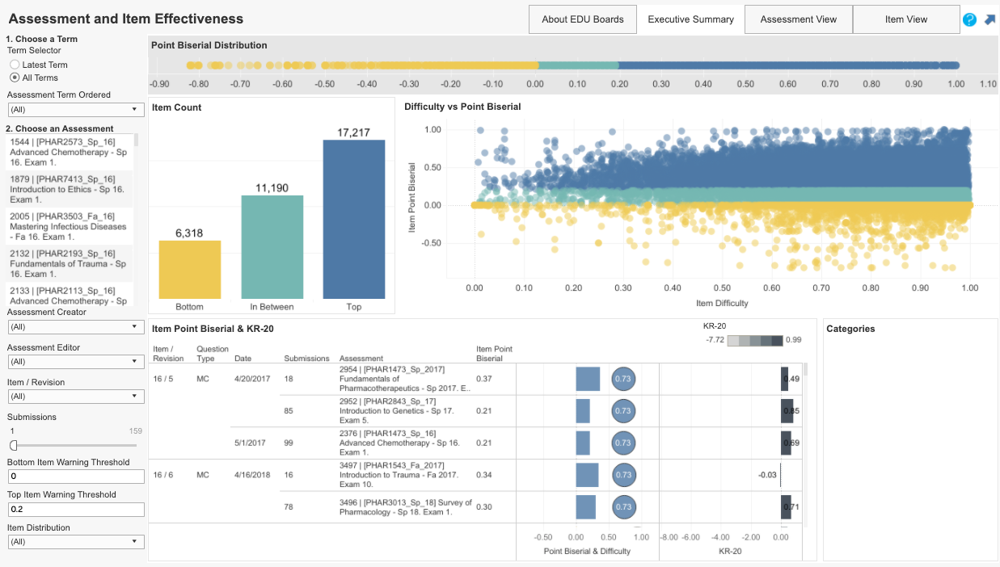 Assessment and Item Effectiveness
About EDU Boards
Executive Summary
Assessment View
Item View
?
1. Choose a Term
Term Selector
Latest Term
All Terms
Assessment Term Ordered
(All)
2. Choose an Assessment
1544 | [PHAR2573_Sp_16]
Advanced Chemotherapy - Sp
16. Exam 1.
1879 | [PHAR7413_Sp_16]
Introduction to Ethics - Sp 16.
Exam 1.
2005 | [PHAR3503_Fa_16]
Mastering Infectious Diseases
- Fa 16. Exam 1.
2132 | [PHAR2193_Sp_16]
Fundamentals of Trauma - Sp
16. Exam 1.
2133 | [PHAR2113_Sp_16]
Advanced Chemotherapy - Sp
Assessment Creator
(All)
Assessment Editor
(All)
Item / Revision
(All)
Submissions
1 159
Bottom Item Warning Threshold
0
Top Item Warning Threshold
0.2
Item Distribution
(All)
Point Biserial Distribution
-0.90 -0.80 -0.70 -0.60 -0.50 -0.40 -0.30 -0.20 -0.10 0.00 0.10 0.20 0.30 0.40 0.50 0.60 0.70 0.80 0.90 1.00 1.10
Item Count
17,217
11,190
6,318
Bottom In Between Top
Difficulty vs Point Biserial
1.00
0.50
0.00
-0.50
Item Point Biserial
0.00 0.10 0.20 0.30 0.40 0.50 0.60 0.70 0.80 0.90 1.00
Item Difficulty
Item Point Biserial & KR-20
KR-20
-7.72 0.99
Item / Revision
Question Type
Date
Submissions
Assessment
Item Point Biserial
16 / 5 MC 4/20/2017 18
2954 | [PHAR1473_Sp_2017]
Fundamentals of
Pharmacotherapeutics - Sp 2017. E..
0.37 0.73 0.49
85
2952 | [PHAR2843_Sp_17]
Introduction to Genetics - Sp 17.
Exam 5.
0.21 0.73 0.85
5/1/2017 99
2376 | [PHAR1473_Sp_16]
Advanced Chemotherapy - Sp 16.
Exam 1.
0.21 0.73 0.69
16 / 6 MC 4/16/2018 16
3497 | [PHAR1543_Fa_2017]
Introduction to Trauma - Fa 2017.
Exam 10.
0.34 0.73 -0.03
78
3496 | [PHAR3013_Sp_18] Survey of
Pharmacology - Sp 18. Exam 1.
0.30 0.73 0.71
-0.50 0.00 0.50 1.00
Point Biserial & Difficulty
-8.00 -6.00 -4.00 -2.00 0.00
KR-20
Categories